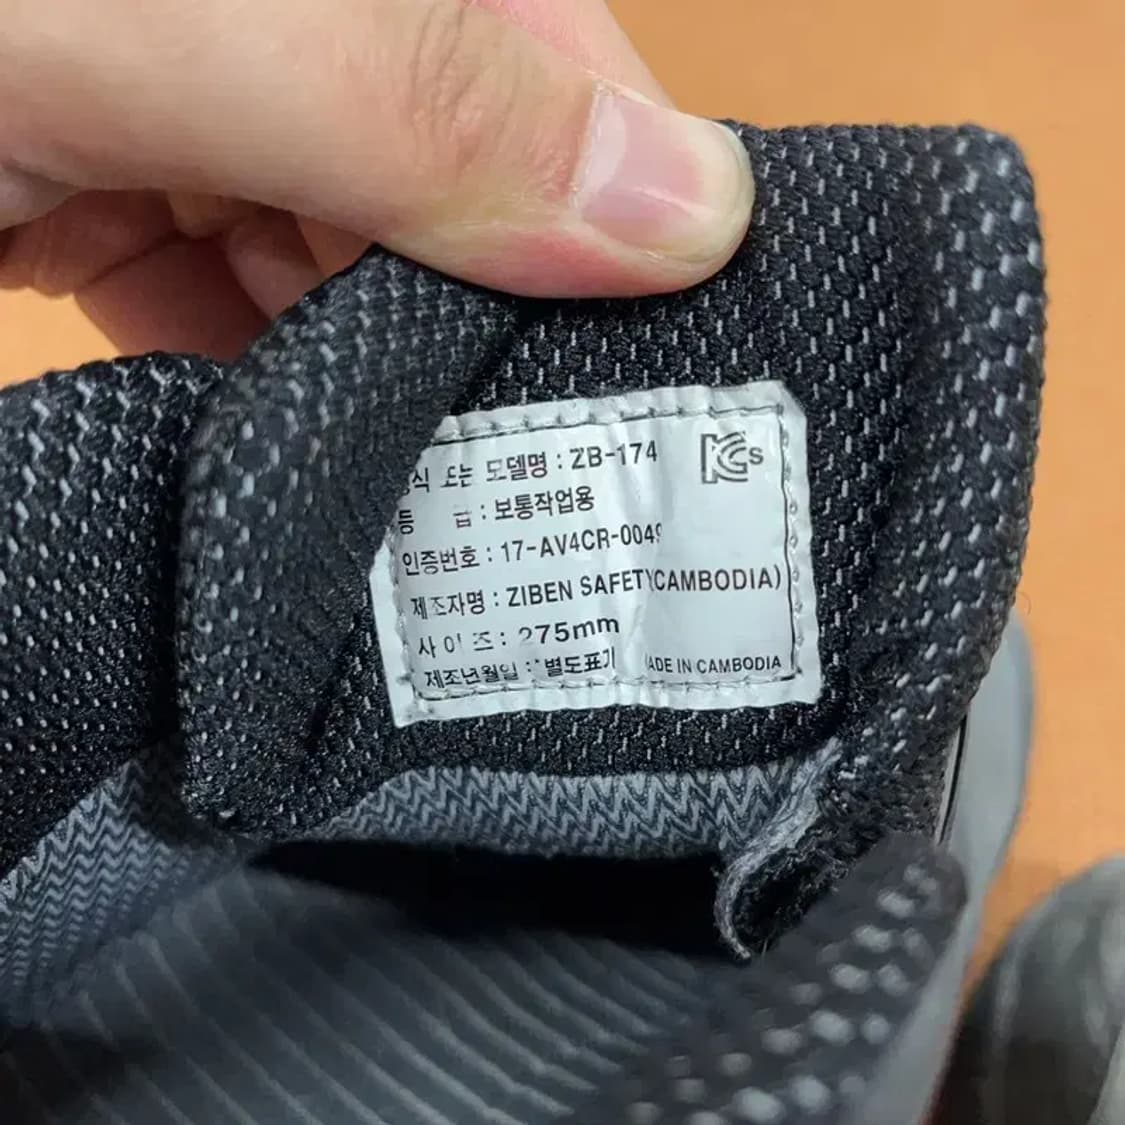 형식 또는 모델명 : ZB-174 KCs
등 급 : 보통작업용
인증번호 : 17-AV4CR-0049
제조자명 : ZIBEN SAFETY(CAMBODIA)
사이즈 : 275mm
제조년월일 : 별도표기 MADE IN CAMBODIA